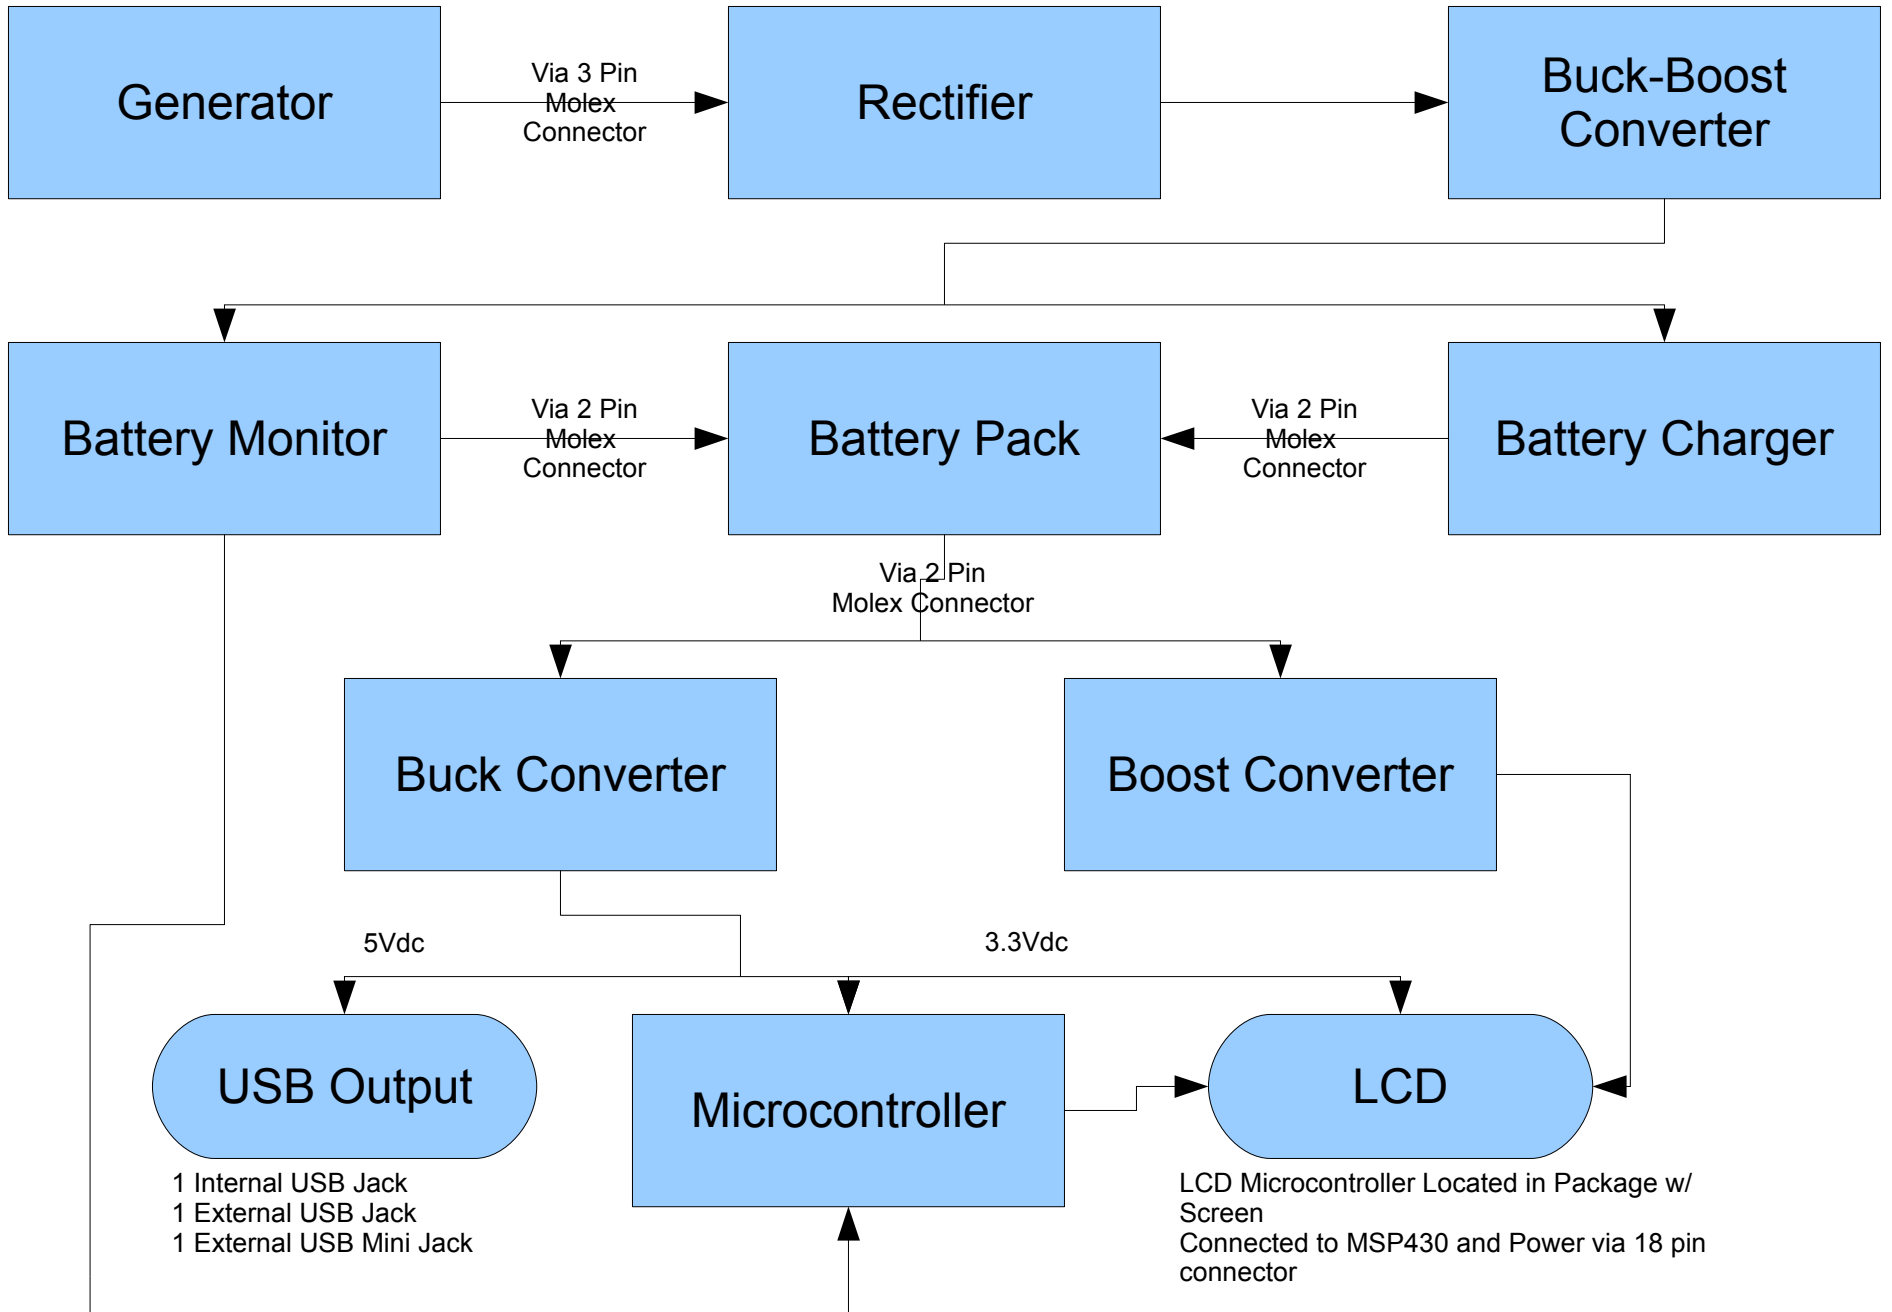 Generator
Via 3 Pin
Molex
Connector
Rectifier
Buck-Boost
Converter
Battery Monitor
Via 2 Pin
Molex
Connector
Battery Pack
Via 2 Pin
Molex
Connector
Battery Charger
Via 2 Pin
Molex Connector
Buck Converter
Boost Converter
5Vdc
3.3Vdc
USB Output
Microcontroller
LCD
1 Internal USB Jack
1 External USB Jack
1 External USB Mini Jack
LCD Microcontroller Located in Package w/
Screen
Connected to MSP430 and Power via 18 pin
connector